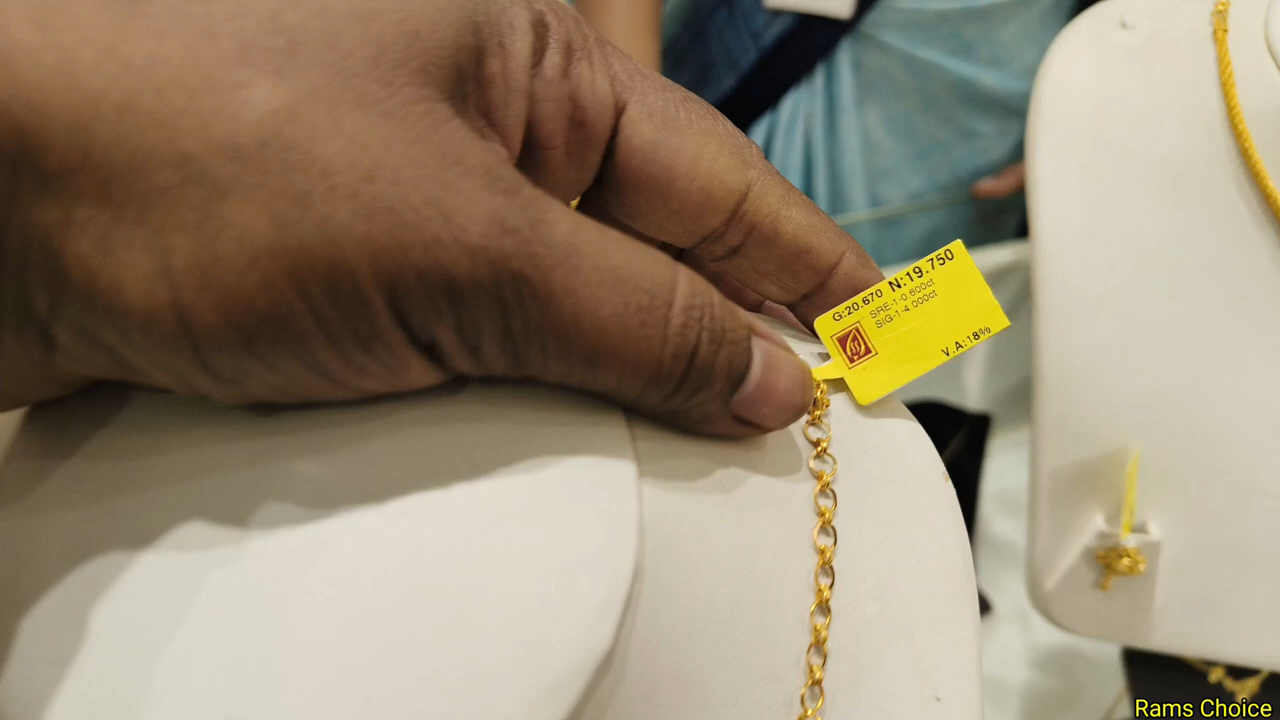 G:20.670 N:19.750
SRE-1-0.600ct
SIG-1-4.000ct
V.A:18%
Rams Choice